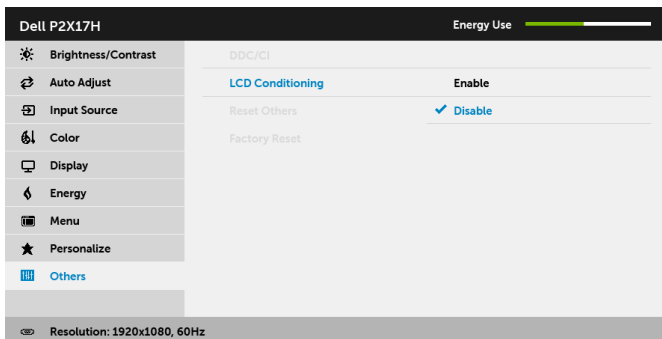 Dell P2X17H
Energy Use
Brightness/Contrast
DDC/CI
Auto Adjust
LCD Conditioning
Enable
Input Source
Reset Others
Disable
Color
Factory Reset
Display
Energy
Menu
Personalize
Others
Resolution: 1920x1080, 60Hz